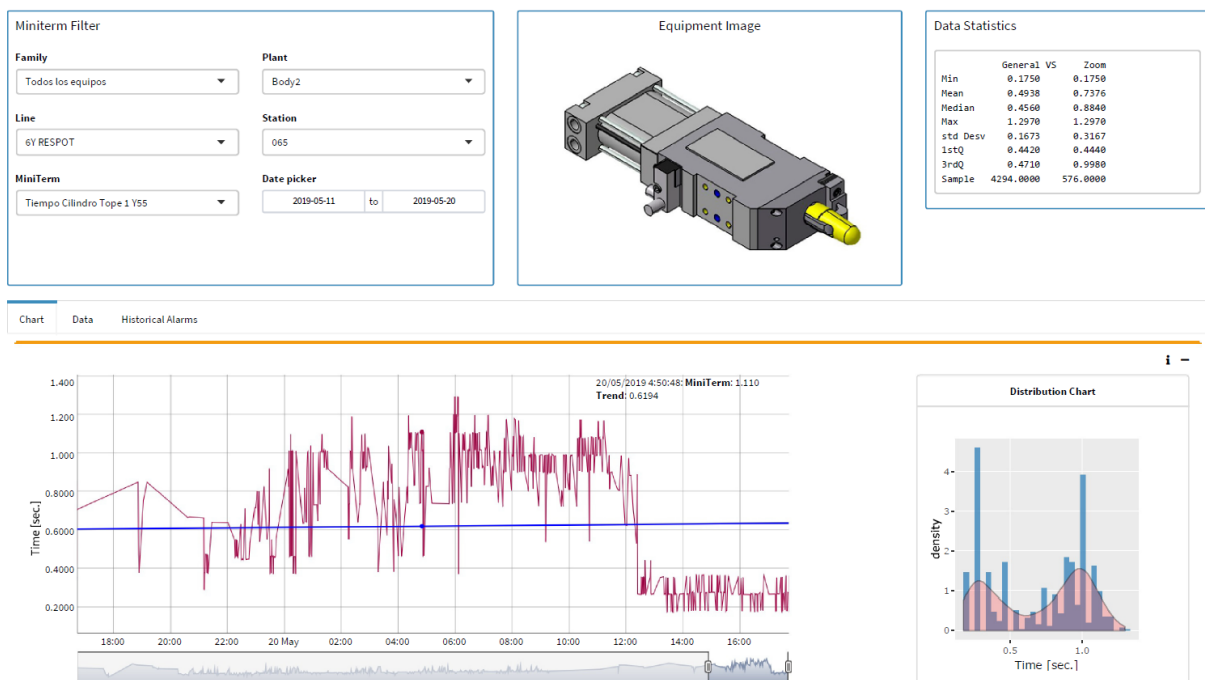 Miniterm Filter
Family
Todos los equipos
Plant
Body2
Line
6Y RESPOT
Station
065
MiniTerm
Tiempo Cilindro Tope 1 Y55
Date picker
2019-05-11 to 2019-05-20
Equipment Image
Data Statistics
General VS Zoom
Min 0.1750 0.1750
Mean 0.4938 0.7376
Median 0.4560 0.8840
Max 1.2970 1.2970
std Desv 0.1673 0.3167
1stQ 0.4420 0.4440
3rdQ 0.4710 0.9980
Sample 4294.0000 576.0000
Chart Data Historical Alarms
i −
20/05/2019 4:50:48: MiniTerm: 1.110
Trend: 0.6194
Time [sec.]
1.400
1.200
1.000
0.8000
0.6000
0.4000
0.2000
18:00 20:00 22:00 20 May 02:00 04:00 06:00 08:00 10:00 12:00 14:00 16:00
Distribution Chart
density
4
3
2
1
0
0.5 1.0
Time [sec.]